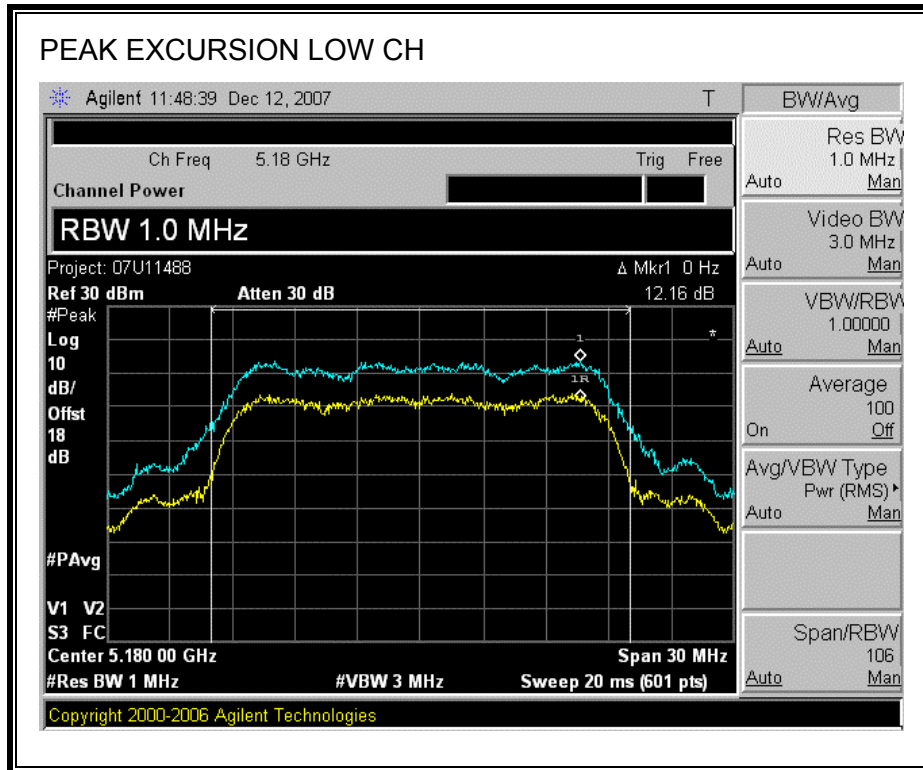 PEAK EXCURSION LOW CH
Agilent 11:48:39 Dec 12, 2007 T
BW/Avg
Ch Freq 5.18 GHz Trig Free
Channel Power
RBW 1.0 MHz
Project: 07U11488 Δ Mkr1 0 Hz
Ref 30 dBm Atten 30 dB 12.16 dB
#Peak
Log
10
dB/
Offst
18
dB
#PAvg
V1 V2
S3 FC
1
1R
*
Center 5.180 00 GHz Span 30 MHz
#Res BW 1 MHz #VBW 3 MHz Sweep 20 ms (601 pts)
Copyright 2000-2006 Agilent Technologies
Res BW
1.0 MHz
Auto Man
Video BW
3.0 MHz
Auto Man
VBW/RBW
1.00000
Auto Man
Average
100
On Off
Avg/VBW Type
Pwr (RMS)
Auto Man
Span/RBW
106
Auto Man